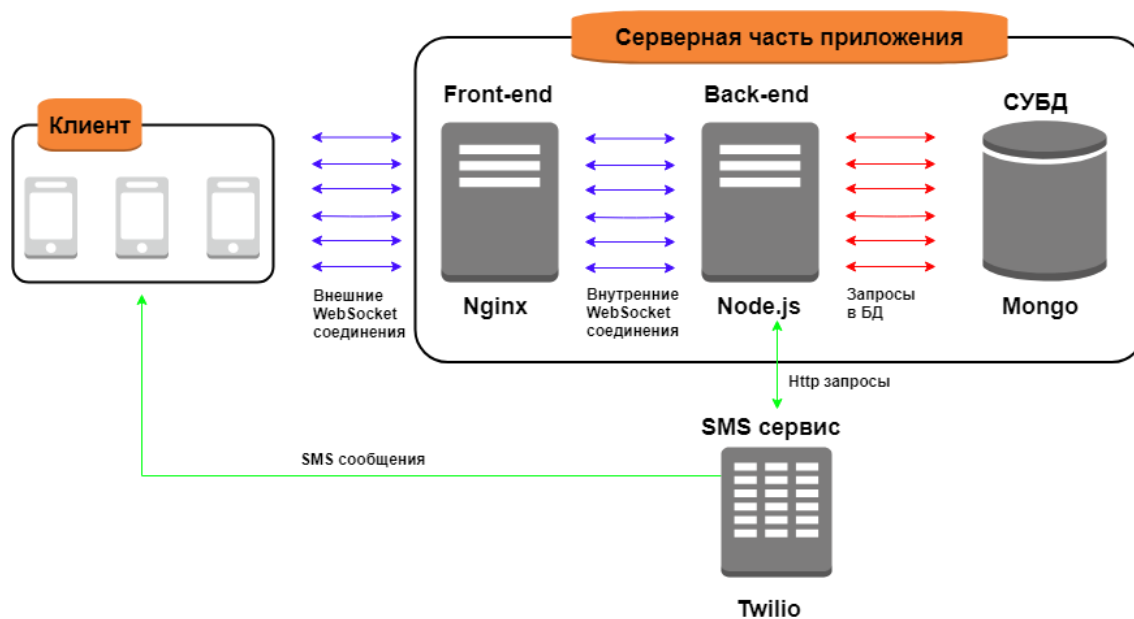 Серверная часть приложения
Клиент
Front-end
Back-end
СУБД
Nginx
Node.js
Mongo
Внешние
WebSocket
соединения
Внутренние
WebSocket
соединения
Запросы
в БД
Http запросы
SMS сервис
SMS сообщения
Twilio